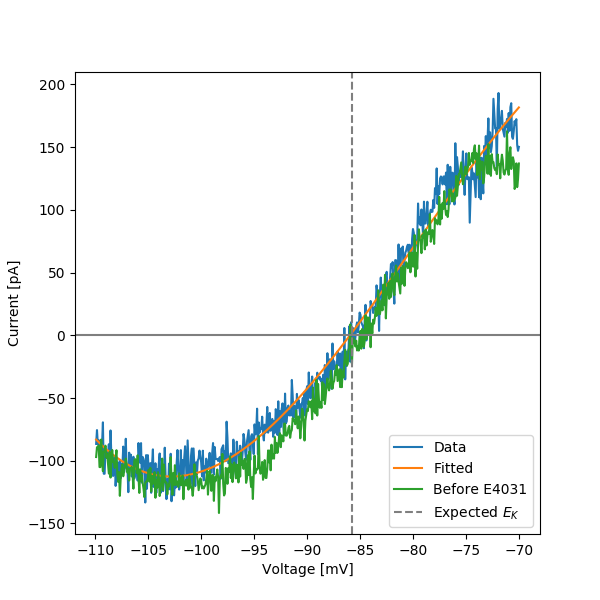 200
150
100
50
0
−50
−100
−150
Current [pA]
Data
Fitted
Before E4031
Expected E_K
−110 −105 −100 −95 −90 −85 −80 −75 −70
Voltage [mV]